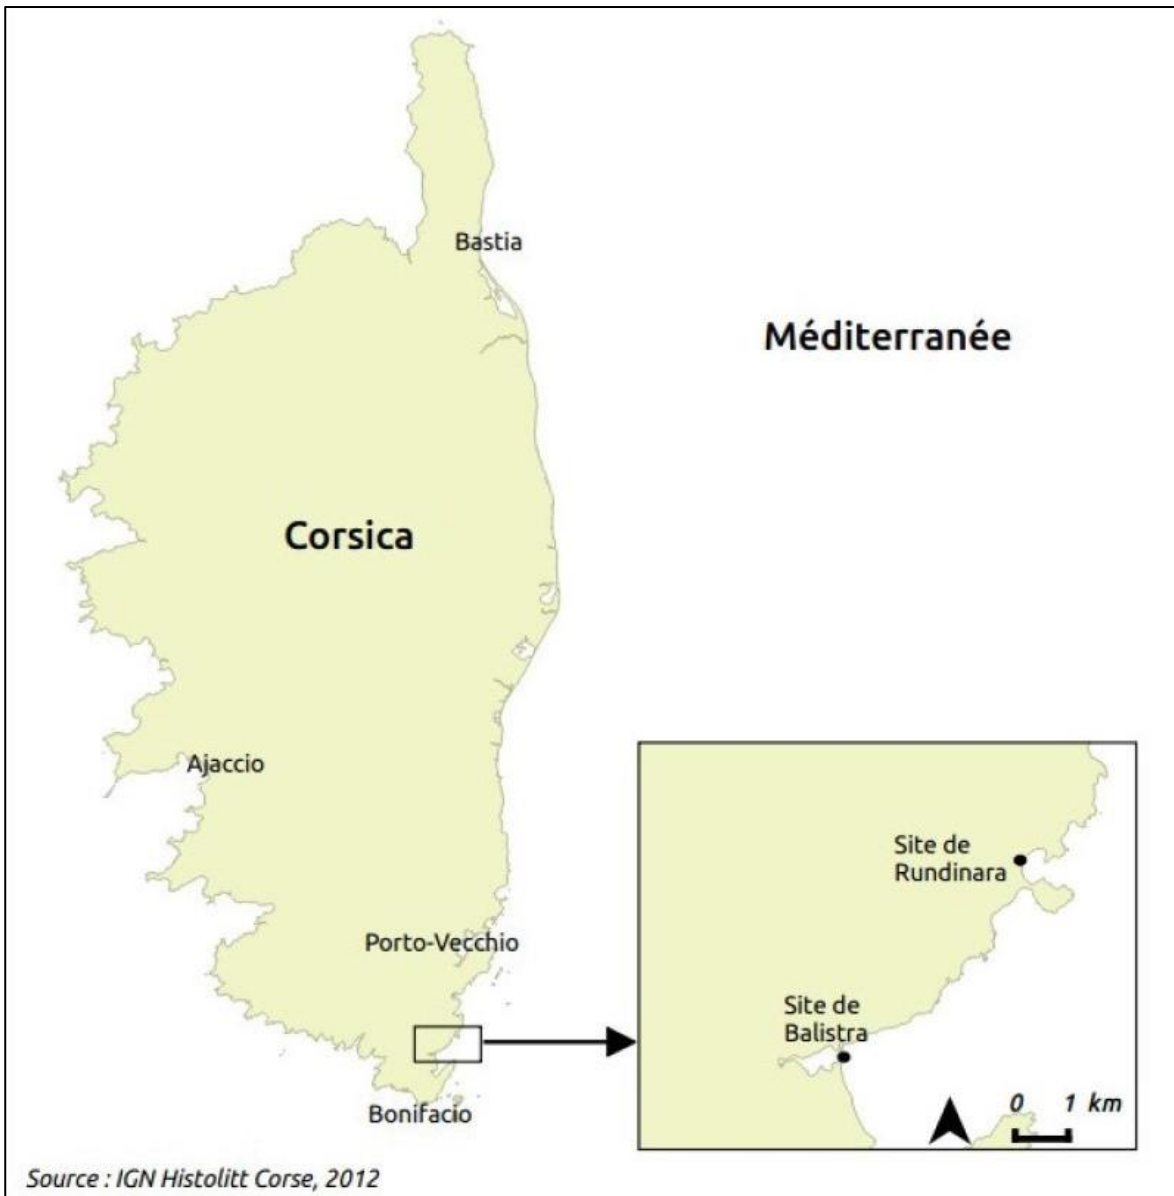 Bastia
Méditerranée
Corsica
Ajaccio
Site de
Rundinara
Porto-Vecchio
Site de
Balistra
Bonifacio
0 1 km
Source : IGN Histolitt Corse, 2012